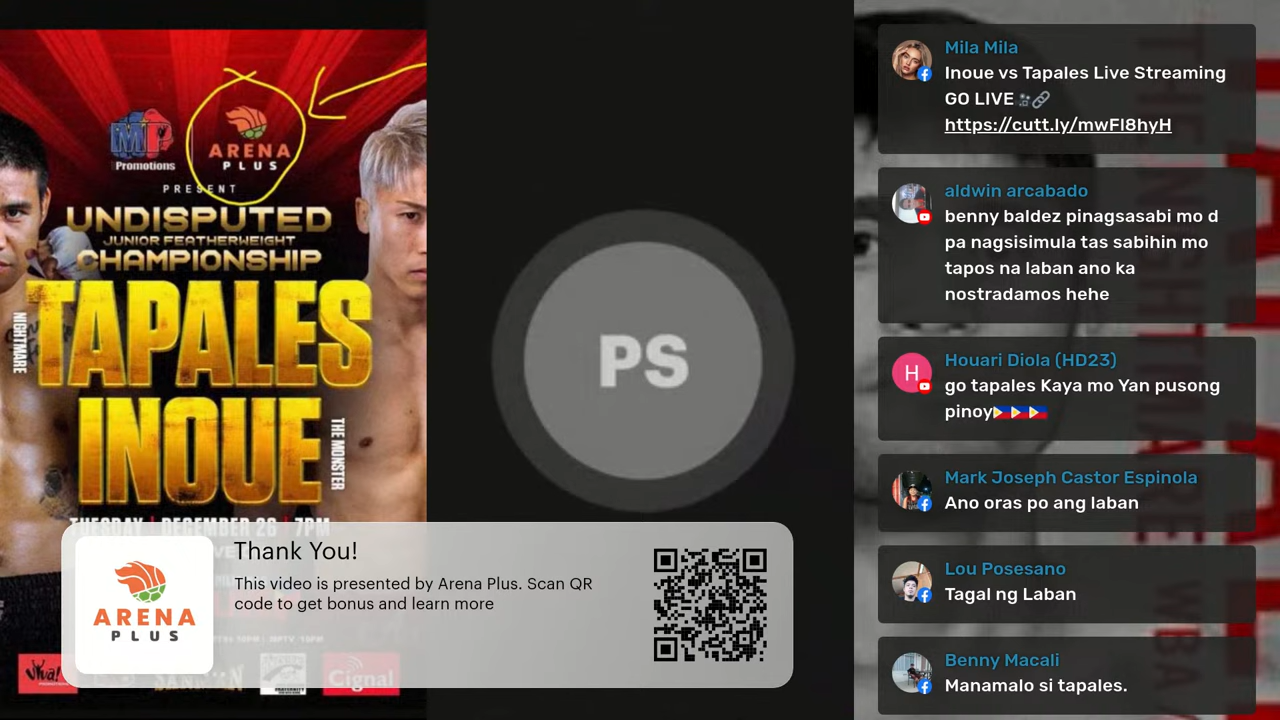 MP
Promotions
ARENA
PLUS
PRESENT
UNDISPUTED
JUNIOR FEATHERWEIGHT
CHAMPIONSHIP
TAPALES
NIGHTMARE
INOUE
THE MONSTER
TUESDAY | DECEMBER 26 | 7PM
ARENA
PLUS
Thank You!
This video is presented by Arena Plus. Scan QR
code to get bonus and learn more
Viva!
Cignal
PS
Mila Mila
Inoue vs Tapales Live Streaming
GO LIVE
https://cutt.ly/mwFI8hyH
aldwin arcabado
benny baldez pinagsasabi mo d
pa nagsisimula tas sabihin mo
tapos na laban ano ka
nostradamos hehe
H
Houari Diola (HD23)
go tapales Kaya mo Yan pusong
pinoy
Mark Joseph Castor Espinola
Ano oras po ang laban
Lou Posesano
Tagal ng Laban
Benny Macali
Manamalo si tapales.